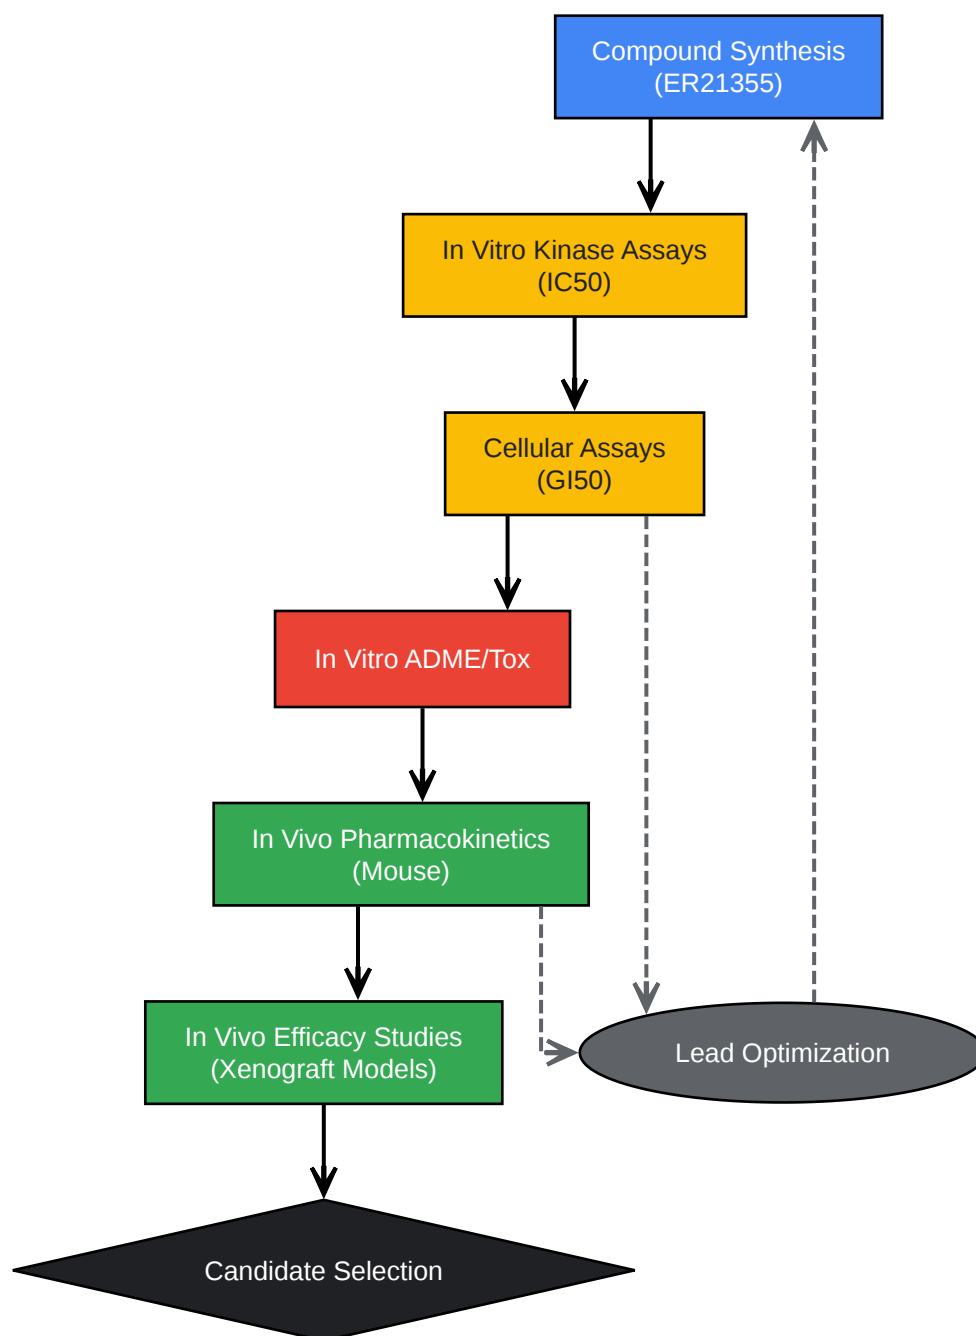 Compound Synthesis
(ER21355)
In Vitro Kinase Assays
(IC50)
Cellular Assays
(GI50)
In Vitro ADME/Tox
In Vivo Pharmacokinetics
(Mouse)
In Vivo Efficacy Studies
(Xenograft Models)
Lead Optimization
Candidate Selection